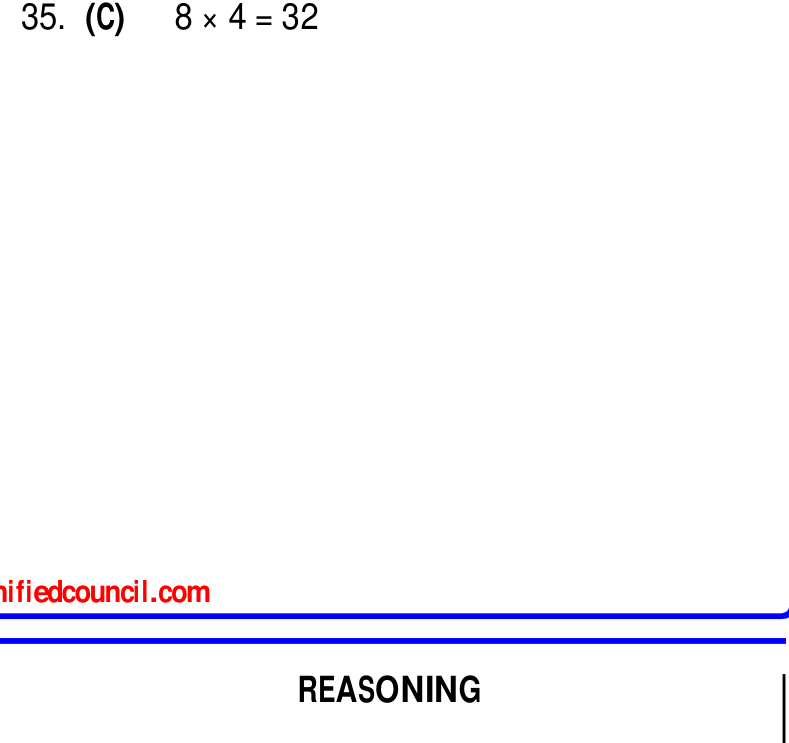 35. (C) 8 × 4 = 32
nifiedcouncil.com
REASONING